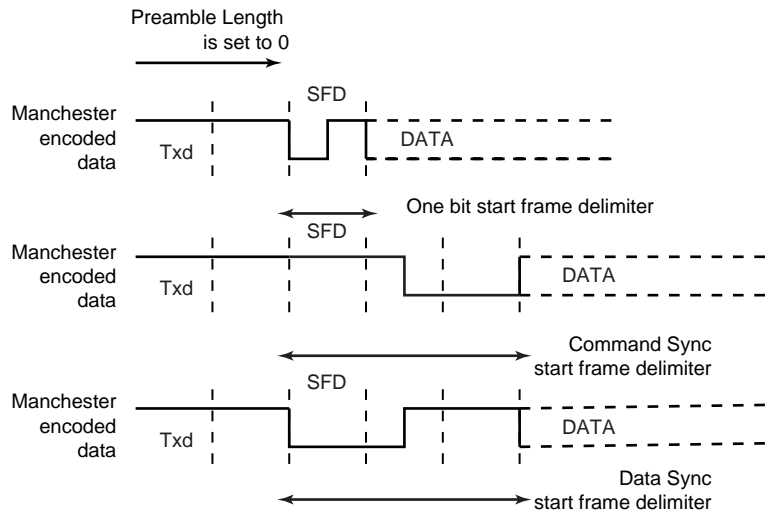 Preamble Length
is set to 0
SFD
Manchester
encoded
data
Txd
DATA
One bit start frame delimiter
SFD
Manchester
encoded
data
Txd
DATA
Command Sync
start frame delimiter
SFD
Manchester
encoded
data
Txd
DATA
Data Sync
start frame delimiter